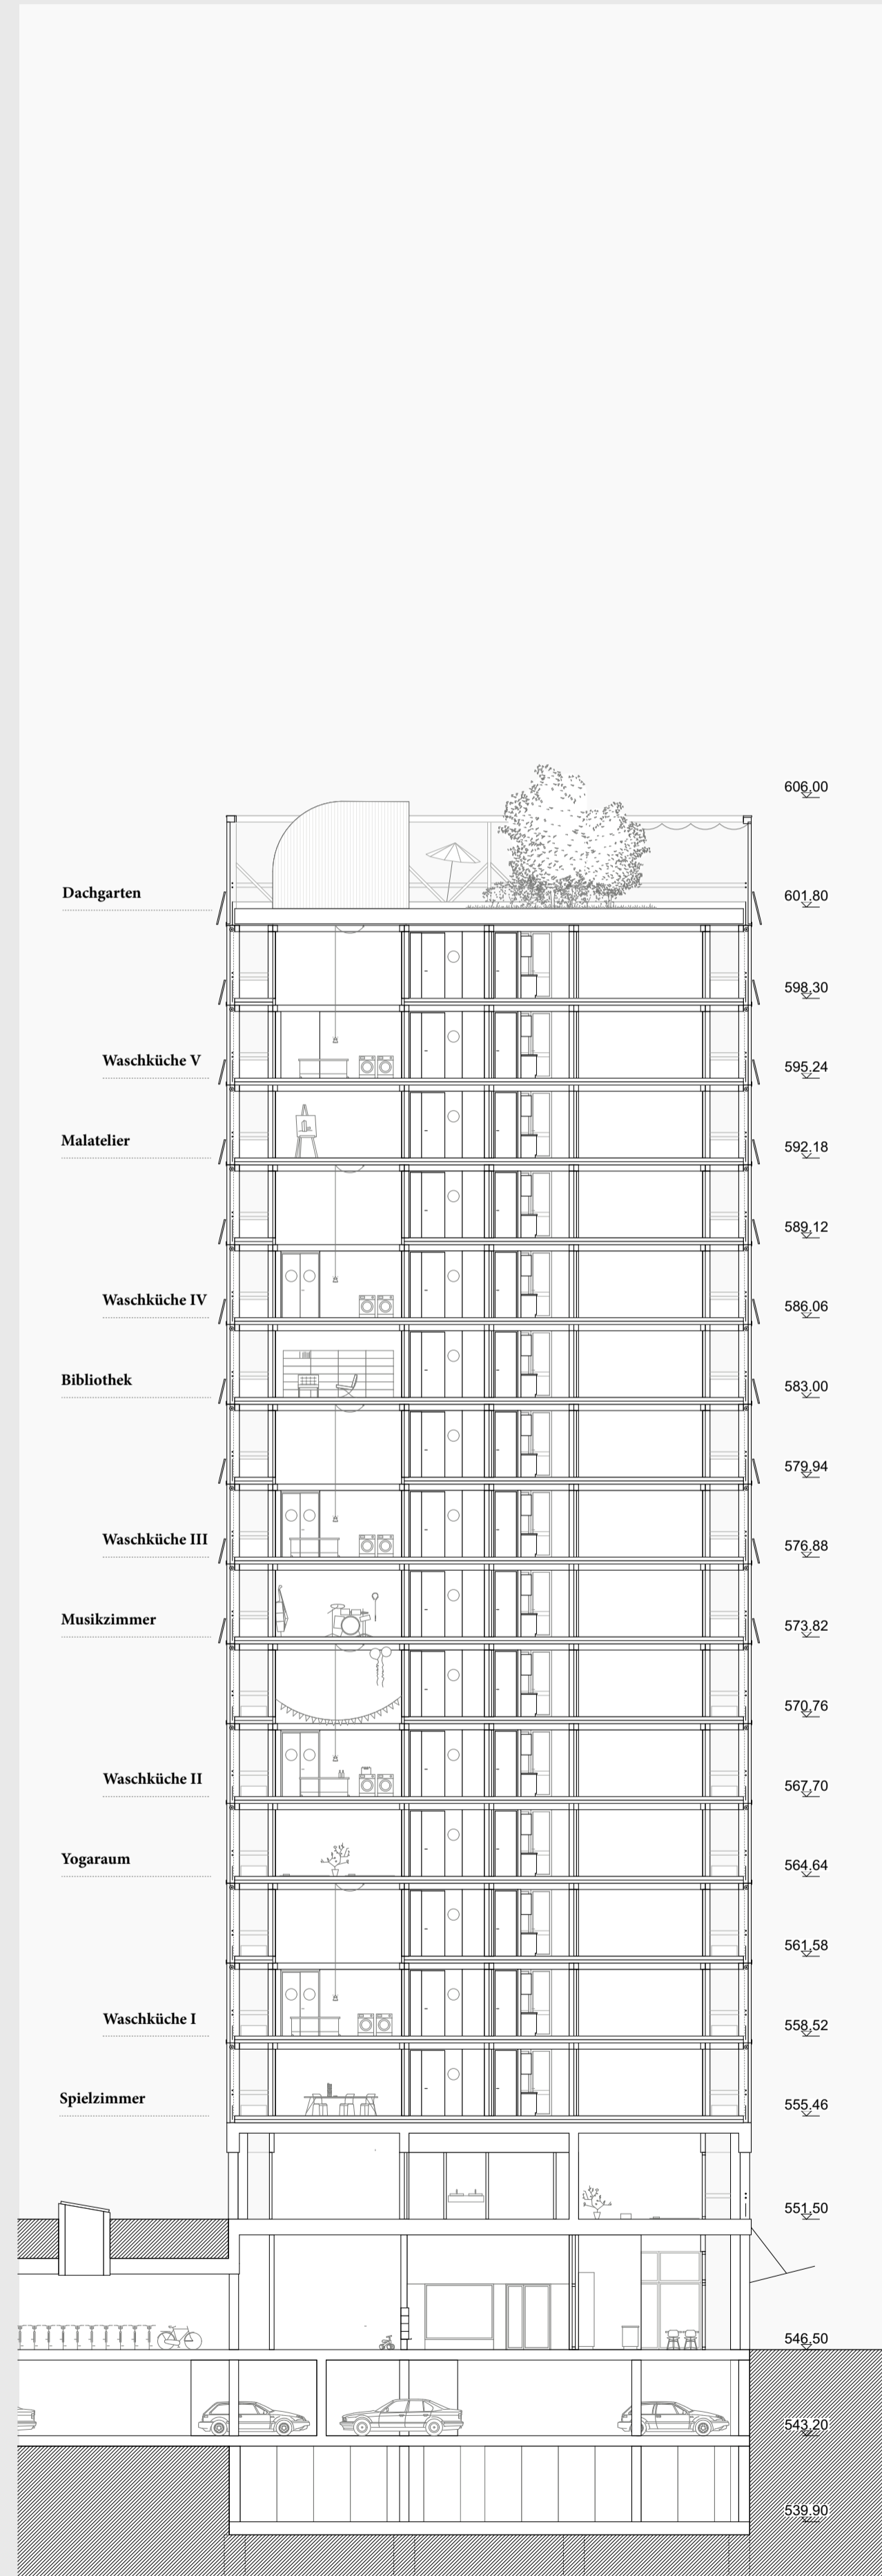 606,00
Dachgarten
601,80
598,30
Waschküche V
595,24
Malatelier
592,18
589,12
Waschküche IV
586,06
Bibliothek
583,00
579,94
Waschküche III
576,88
Musikzimmer
573,82
570,76
Waschküche II
567,70
Yogaraum
564,64
561,58
Waschküche I
558,52
Spielzimmer
555,46
551,50
546,50
543,20
539,90